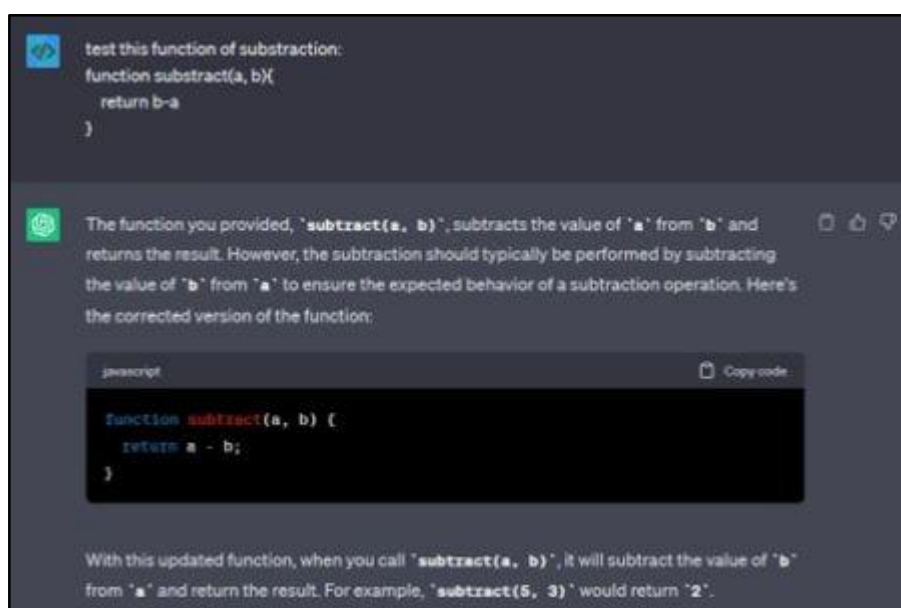 test this function of substraction:
function substract(a, b){
return b-a
}
The function you provided, `subtract(a, b)`, subtracts the value of `a` from `b` and
returns the result. However, the subtraction should typically be performed by subtracting
the value of `b` from `a` to ensure the expected behavior of a subtraction operation. Here's
the corrected version of the function:
javascript
Copy code
function subtract(a, b) {
return a - b;
}
With this updated function, when you call `subtract(a, b)`, it will subtract the value of `b`
from `a` and return the result. For example, `subtract(5, 3)` would return `2`.